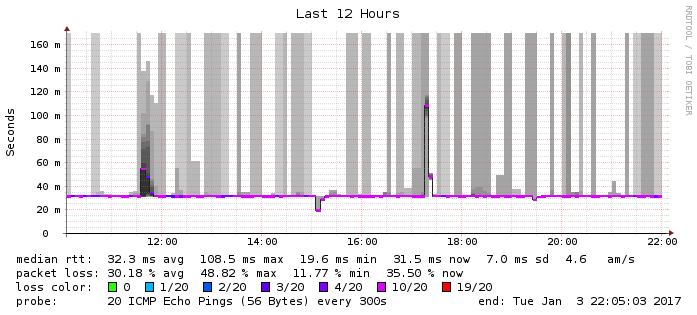 Last 12 Hours
RRDTOOL / TOBI OETIKER
Seconds
160 m
140 m
120 m
100 m
80 m
60 m
40 m
20 m
0
12:00 14:00 16:00 18:00 20:00 22:00
median rtt: 32.3 ms avg 108.5 ms max 19.6 ms min 31.5 ms now 7.0 ms sd 4.6 am/s
packet loss: 30.18 % avg 48.82 % max 11.77 % min 35.50 % now
loss color: 0 1/20 2/20 3/20 4/20 10/20 19/20
probe: 20 ICMP Echo Pings (56 Bytes) every 300s end: Tue Jan 3 22:05:03 2017